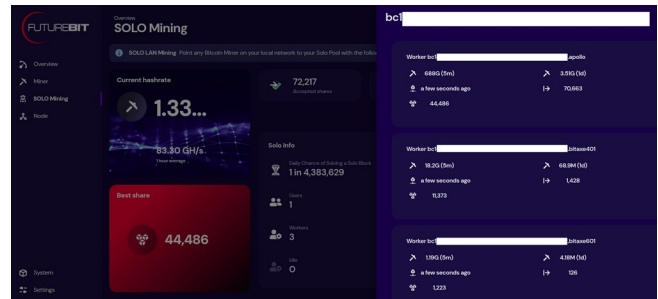 FUTUREBIT
Overview
Miner
SOLO Mining
Node
System
Settings
Overview
SOLO Mining
SOLO LAN Mining Point any Bitcoin Miner on your local network to your Solo Pool with the follo
Current hashrate
1.33...
83.30 GH/s
1 hour average
72,217
Accepted shares
Best share
44,486
Solo info
Daily Chance of Solving a Solo Block
1 in 4,383,629
Users
1
Workers
3
Idle
0
bc1
Worker bc1 .apollo
688G (5m) 3.51G (1d)
a few seconds ago 70,663
44,486
Worker bc1 .bitaxe401
18.2G (5m) 68.9M (1d)
a few seconds ago 1,428
11,373
Worker bc1 .bitaxe601
1.19G (5m) 4.18M (1d)
a few seconds ago 126
1,223